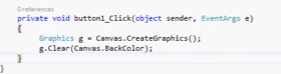 0 references
private void button1_Click(object sender, EventArgs e)
{
Graphics g = Canvas.CreateGraphics();
g.Clear(Canvas.BackColor);
}
}